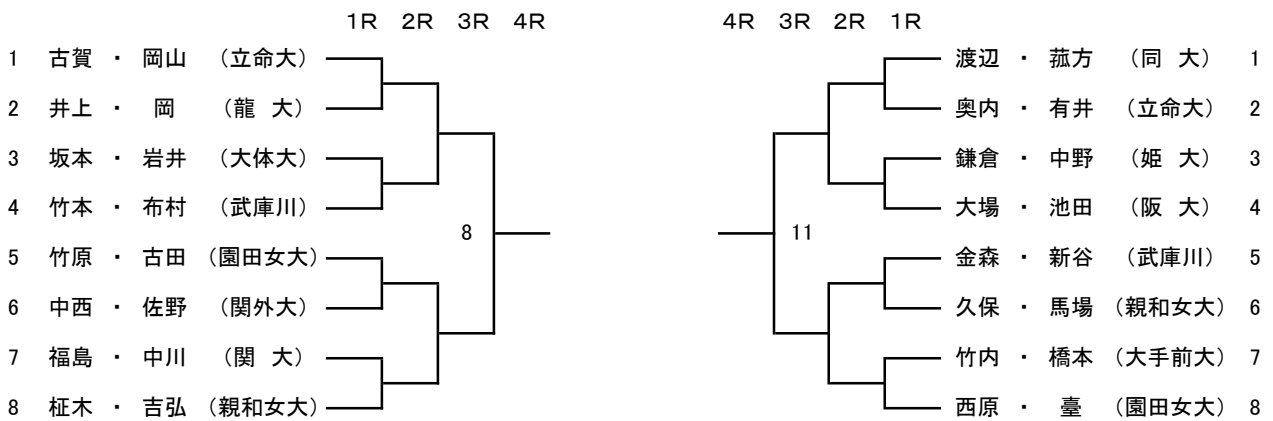 1R 2R 3R 4R 4R 3R 2R 1R
1 古賀 ・ 岡山 (立命大) 渡辺 ・ 菰方 (同 大) 1
2 井上 ・ 岡 (龍 大) 奥内 ・ 有井 (立命大) 2
3 坂本 ・ 岩井 (大体大) 鎌倉 ・ 中野 (姫 大) 3
4 竹本 ・ 布村 (武庫川) 大場 ・ 池田 (阪 大) 4
8 11
5 竹原 ・ 古田 (園田女大) 金森 ・ 新谷 (武庫川) 5
6 中西 ・ 佐野 (関外大) 久保 ・ 馬場 (親和女大) 6
7 福島 ・ 中川 (関 大) 竹内 ・ 橋本 (大手前大) 7
8 柾木 ・ 吉弘 (親和女大) 西原 ・ 臺 (園田女大) 8